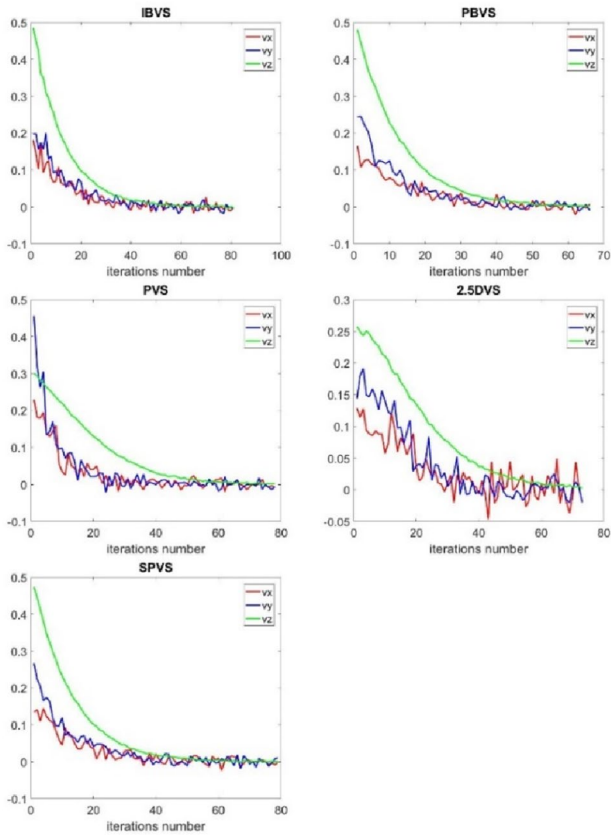 IBVS
0.5
0.4
0.3
0.2
0.1
0
-0.1
vx
vy
vz
0 20 40 60 80 100
iterations number
PBVS
0.5
0.4
0.3
0.2
0.1
0
-0.1
vx
vy
vz
0 10 20 30 40 50 60 70
iterations number
PVS
0.5
0.4
0.3
0.2
0.1
0
-0.1
vx
vy
vz
0 20 40 60 80
iterations number
2.5DVS
0.3
0.25
0.2
0.15
0.1
0.05
0
-0.05
vx
vy
vz
0 20 40 60 80
iterations number
SPVS
0.5
0.4
0.3
0.2
0.1
0
-0.1
vx
vy
vz
0 20 40 60 80
iterations number